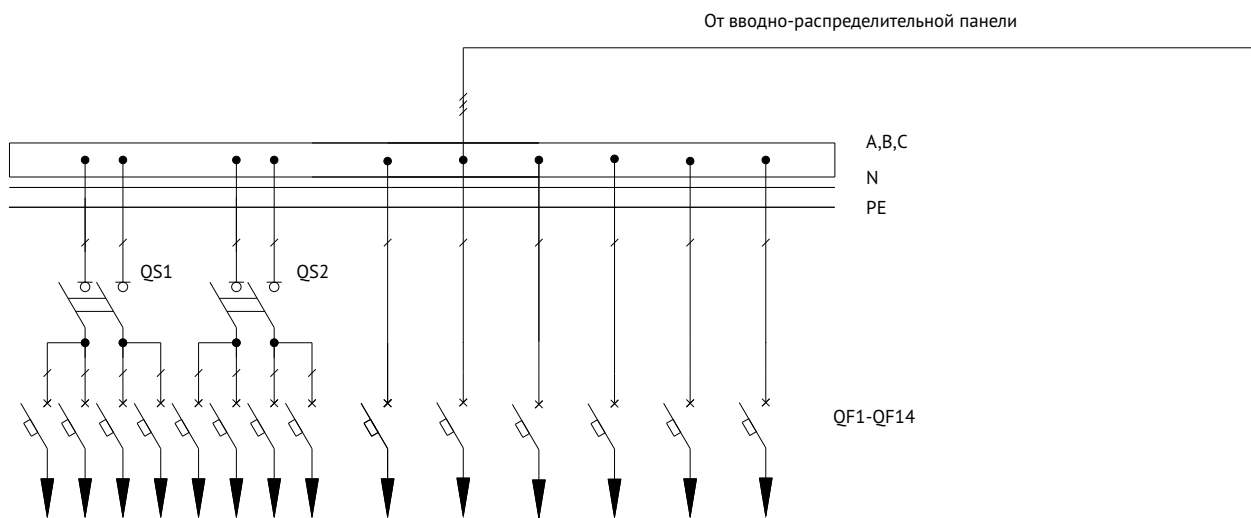 От вводно-распределительной панели
A,B,C
N
PE
QS1
QS2
QF1-QF14